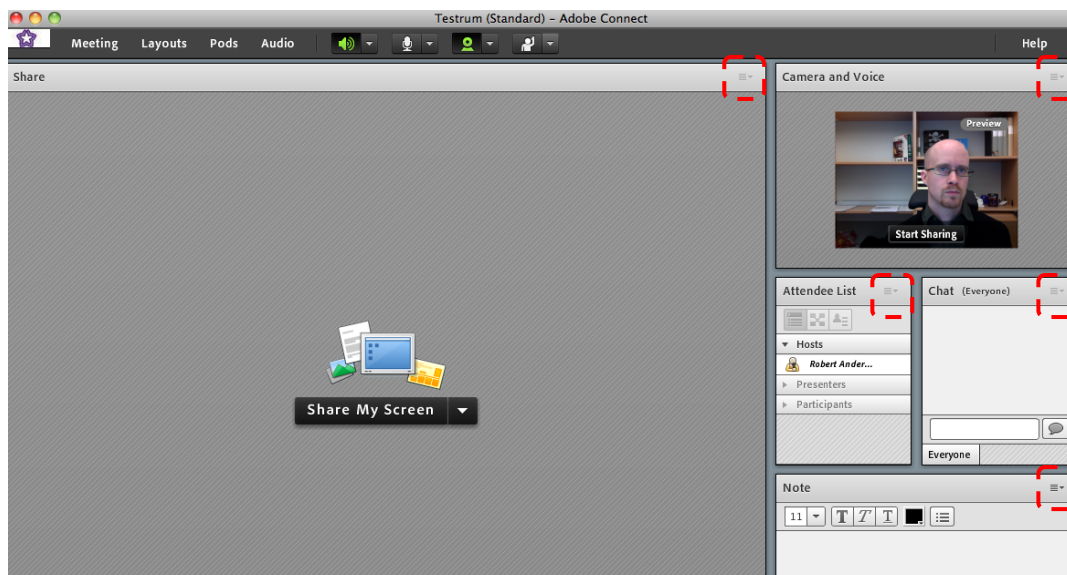 Testrum (Standard) – Adobe Connect
Meeting Layouts Pods Audio Help
Share
Camera and Voice
Preview
Start Sharing
Attendee List
Hosts
Robert Ander...
Presenters
Participants
Chat (Everyone)
Everyone
Share My Screen
Note
11 T T T